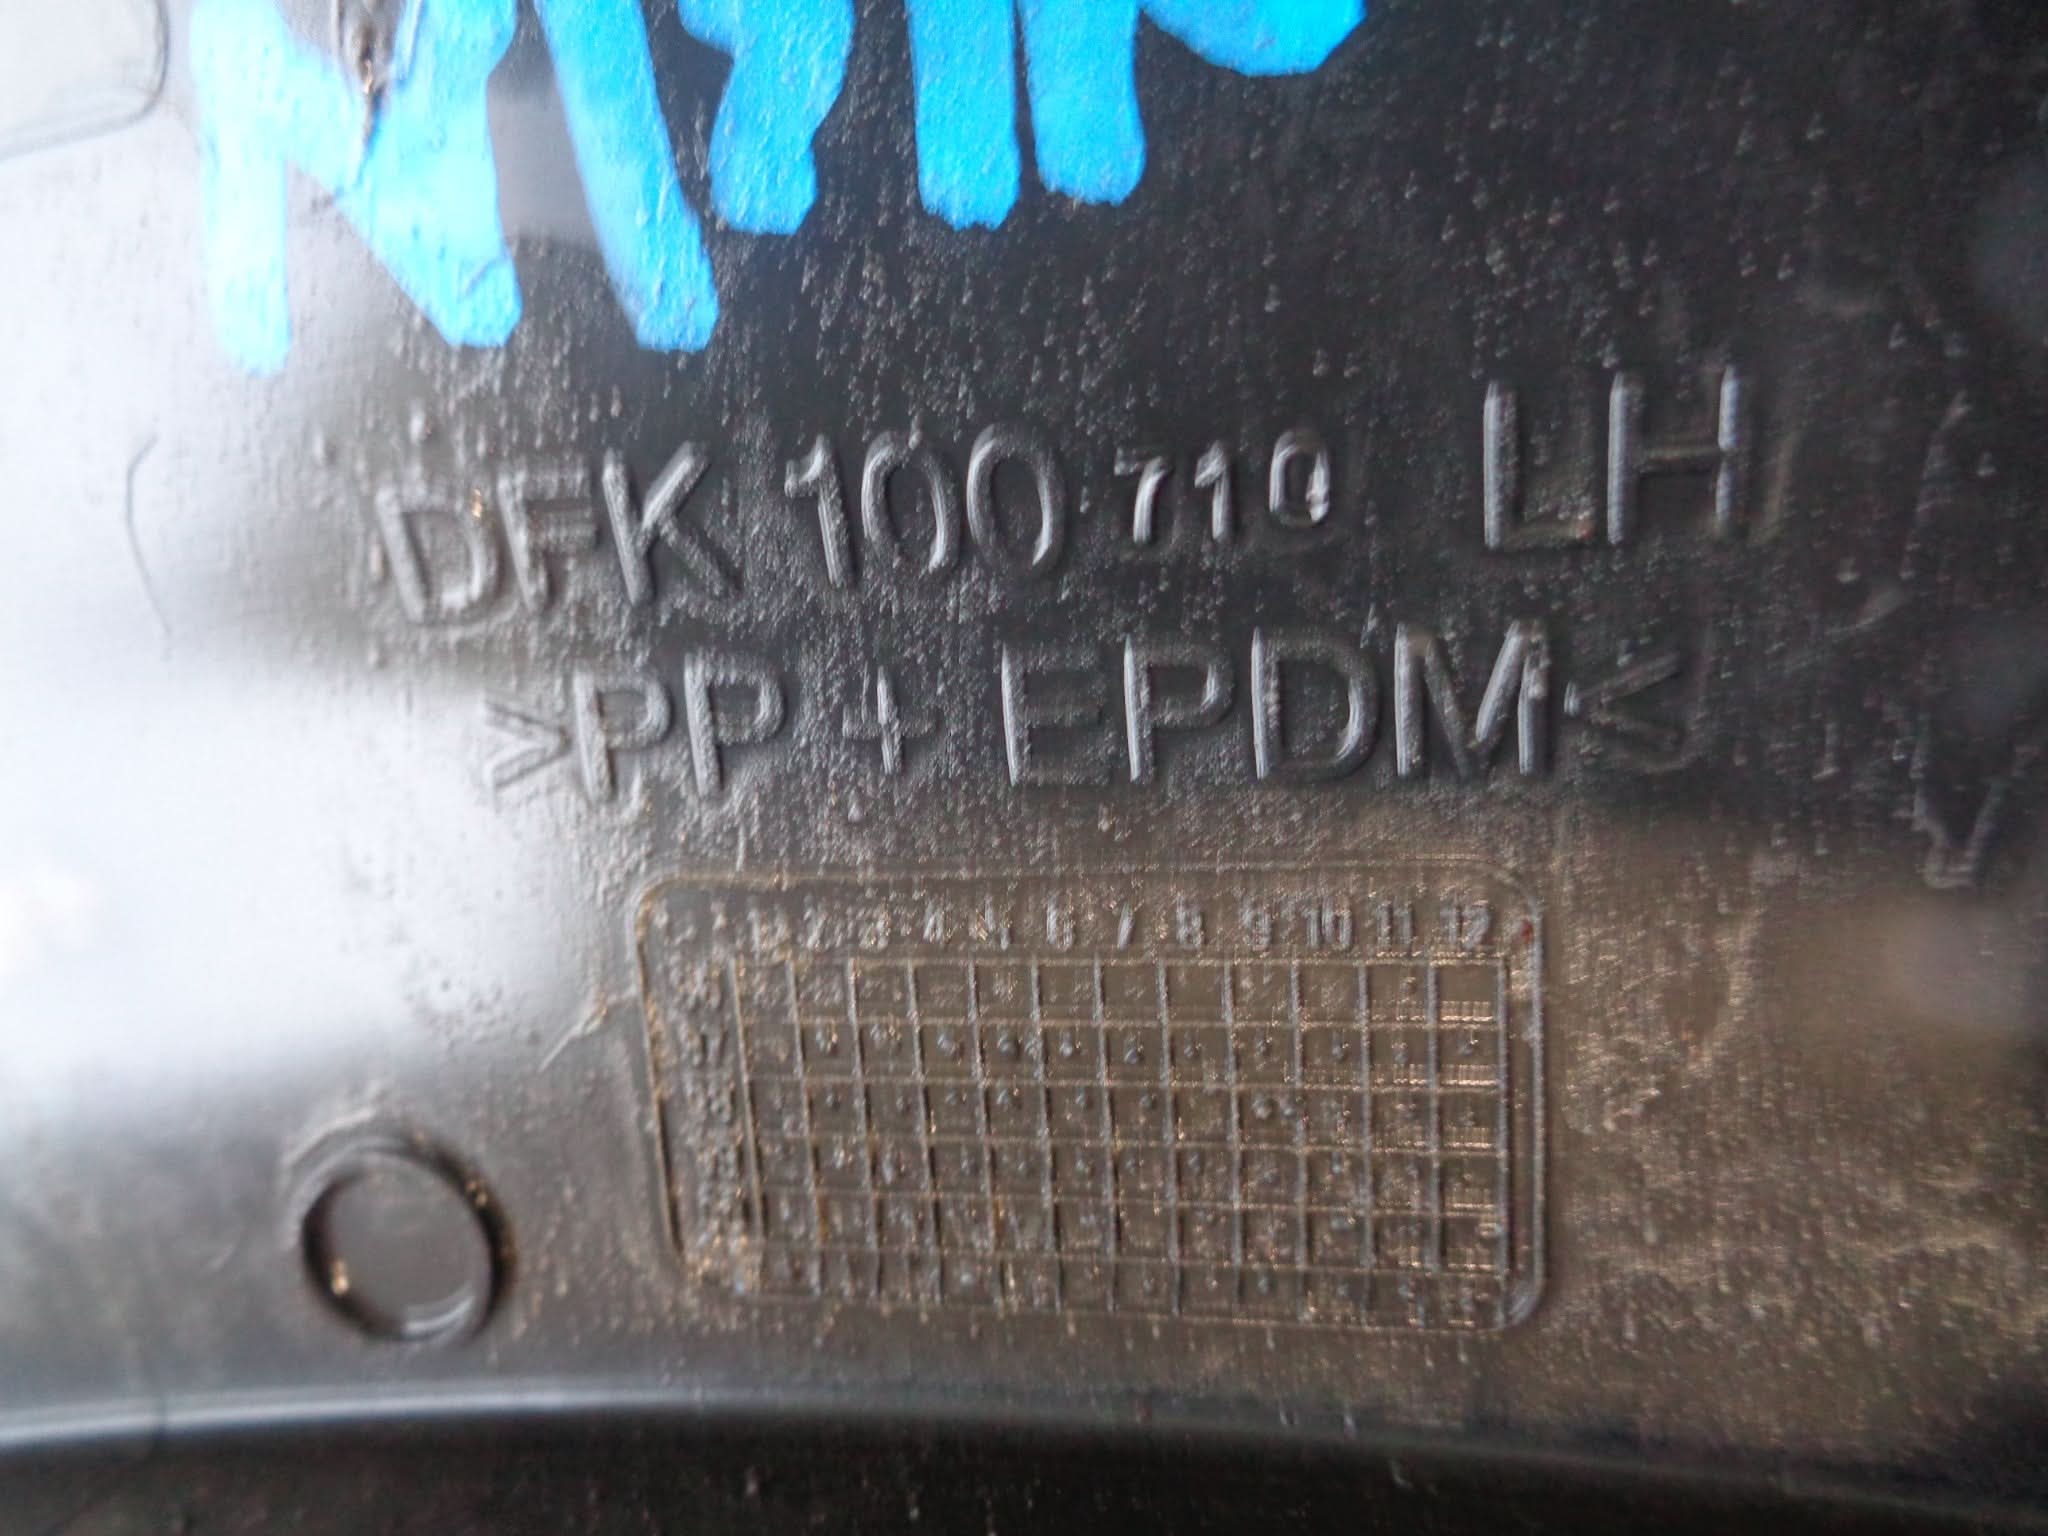 DFK 100 710 LH
>PP + EPDM<
1 2 3 4 5 6 7 8 9 10 11 12